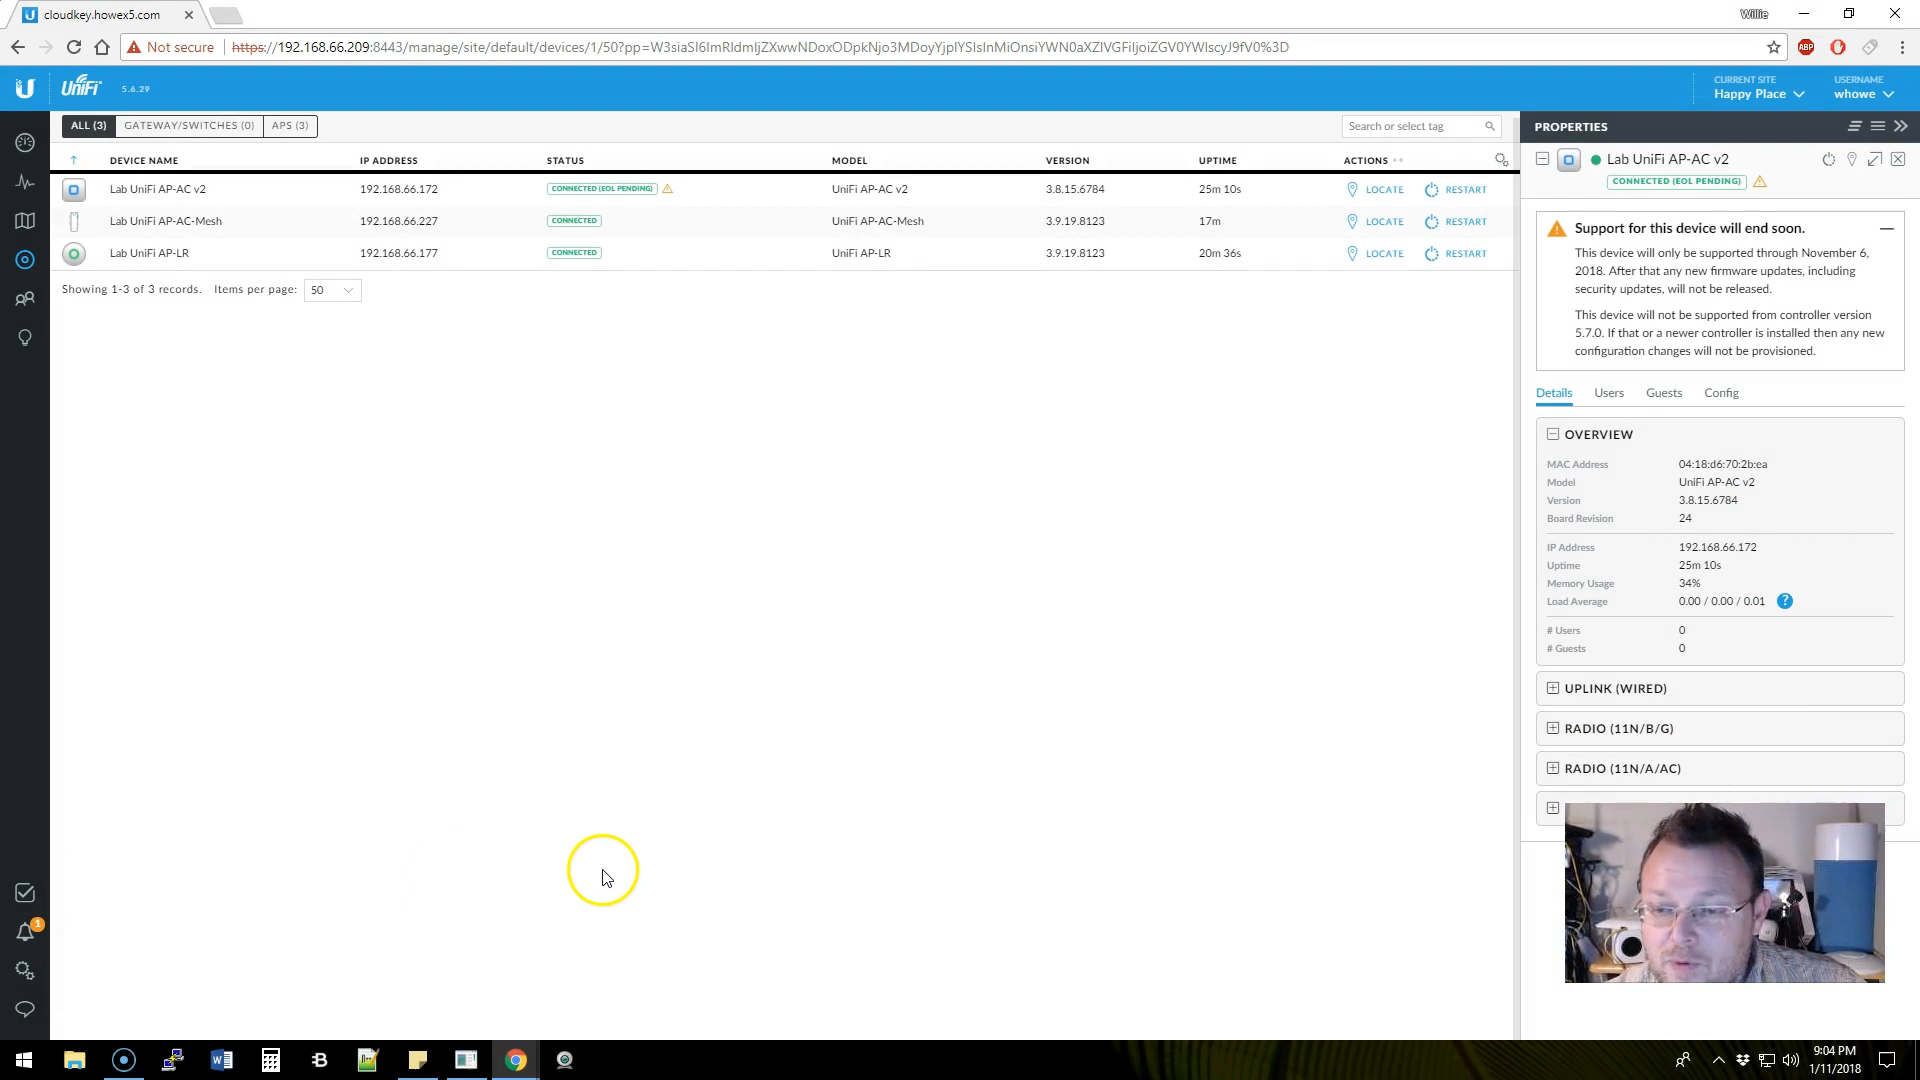 cloudkey.howex5.com
Willie
Not secure https://192.168.66.209:8443/manage/site/default/devices/1/50?pp=W3siaSI6ImRldmljZXwwNDoxODpkNjo3MDoyYjplYSIsInMiOnsiYWN0aXZlVGFiIjoiZGV0YWlscyJ9fV0%3D
ABP
UniFi 5.6.29
CURRENT SITE
Happy Place
USERNAME
whowe
ALL (3) GATEWAY/SWITCHES (0) APS (3)
Search or select tag
DEVICE NAME IP ADDRESS STATUS MODEL VERSION UPTIME ACTIONS
Lab UniFi AP-AC v2 192.168.66.172 CONNECTED (EOL PENDING) UniFi AP-AC v2 3.8.15.6784 25m 10s LOCATE RESTART
Lab UniFi AP-AC-Mesh 192.168.66.227 CONNECTED UniFi AP-AC-Mesh 3.9.19.8123 17m LOCATE RESTART
Lab UniFi AP-LR 192.168.66.177 CONNECTED UniFi AP-LR 3.9.19.8123 20m 36s LOCATE RESTART
Showing 1-3 of 3 records. Items per page: 50
PROPERTIES
Lab UniFi AP-AC v2
CONNECTED (EOL PENDING)
Support for this device will end soon.
This device will only be supported through November 6,
2018. After that any new firmware updates, including
security updates, will not be released.
This device will not be supported from controller version
5.7.0. If that or a newer controller is installed then any new
configuration changes will not be provisioned.
Details Users Guests Config
OVERVIEW
MAC Address 04:18:d6:70:2b:ea
Model UniFi AP-AC v2
Version 3.8.15.6784
Board Revision 24
IP Address 192.168.66.172
Uptime 25m 10s
Memory Usage 34%
Load Average 0.00 / 0.00 / 0.01 ?
# Users 0
# Guests 0
UPLINK (WIRED)
RADIO (11N/B/G)
RADIO (11N/A/AC)
1
9:04 PM
1/11/2018